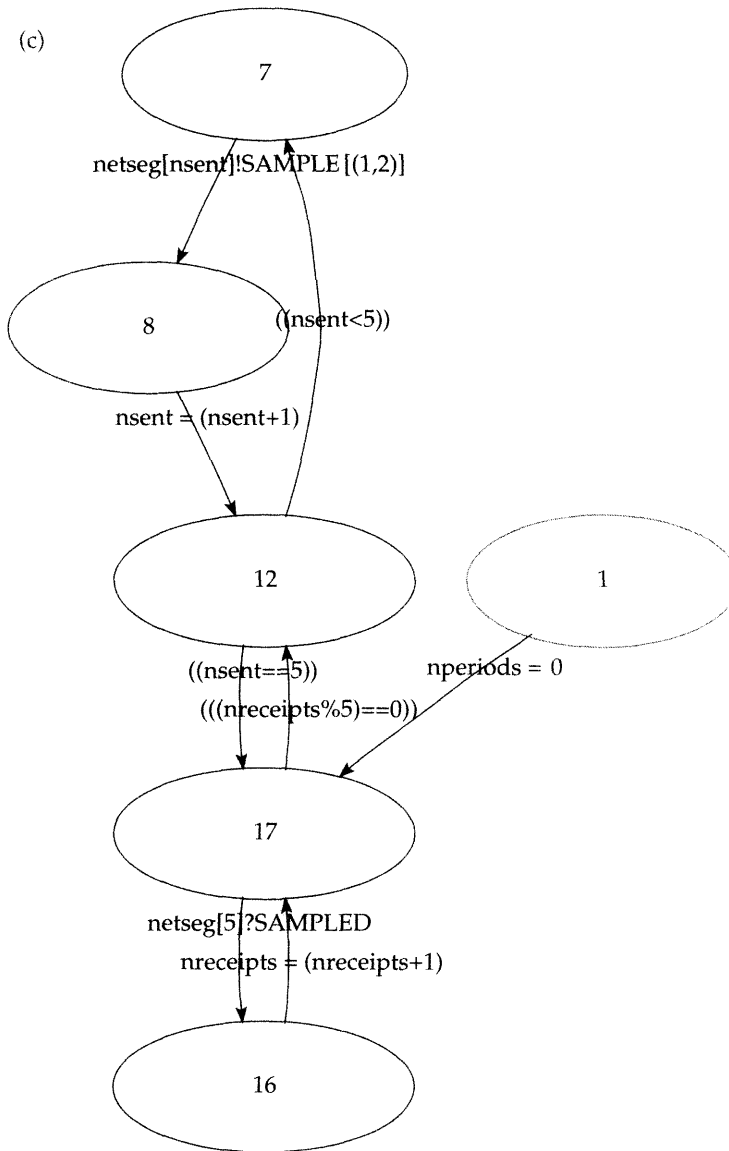 (c)
7
netseg[nsent]!SAMPLE [(1,2)]
8
((nsent<5))
nsent = (nsent+1)
12
1
((nsent==5))
nperiods = 0
(((nreceipts%5)==0))
17
netseg[5]?SAMPLED
nreceipts = (nreceipts+1)
16